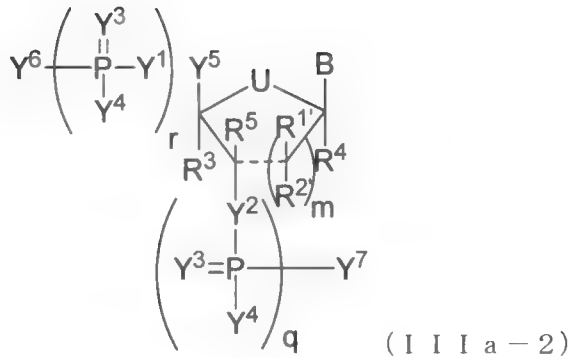 Y³
Y⁶ P Y¹ Y⁵ U B
Y⁴ r R³ R⁵ R¹' R⁴
R²' m
Y²
Y³=P Y⁷
Y⁴ q
(IIIa-2)